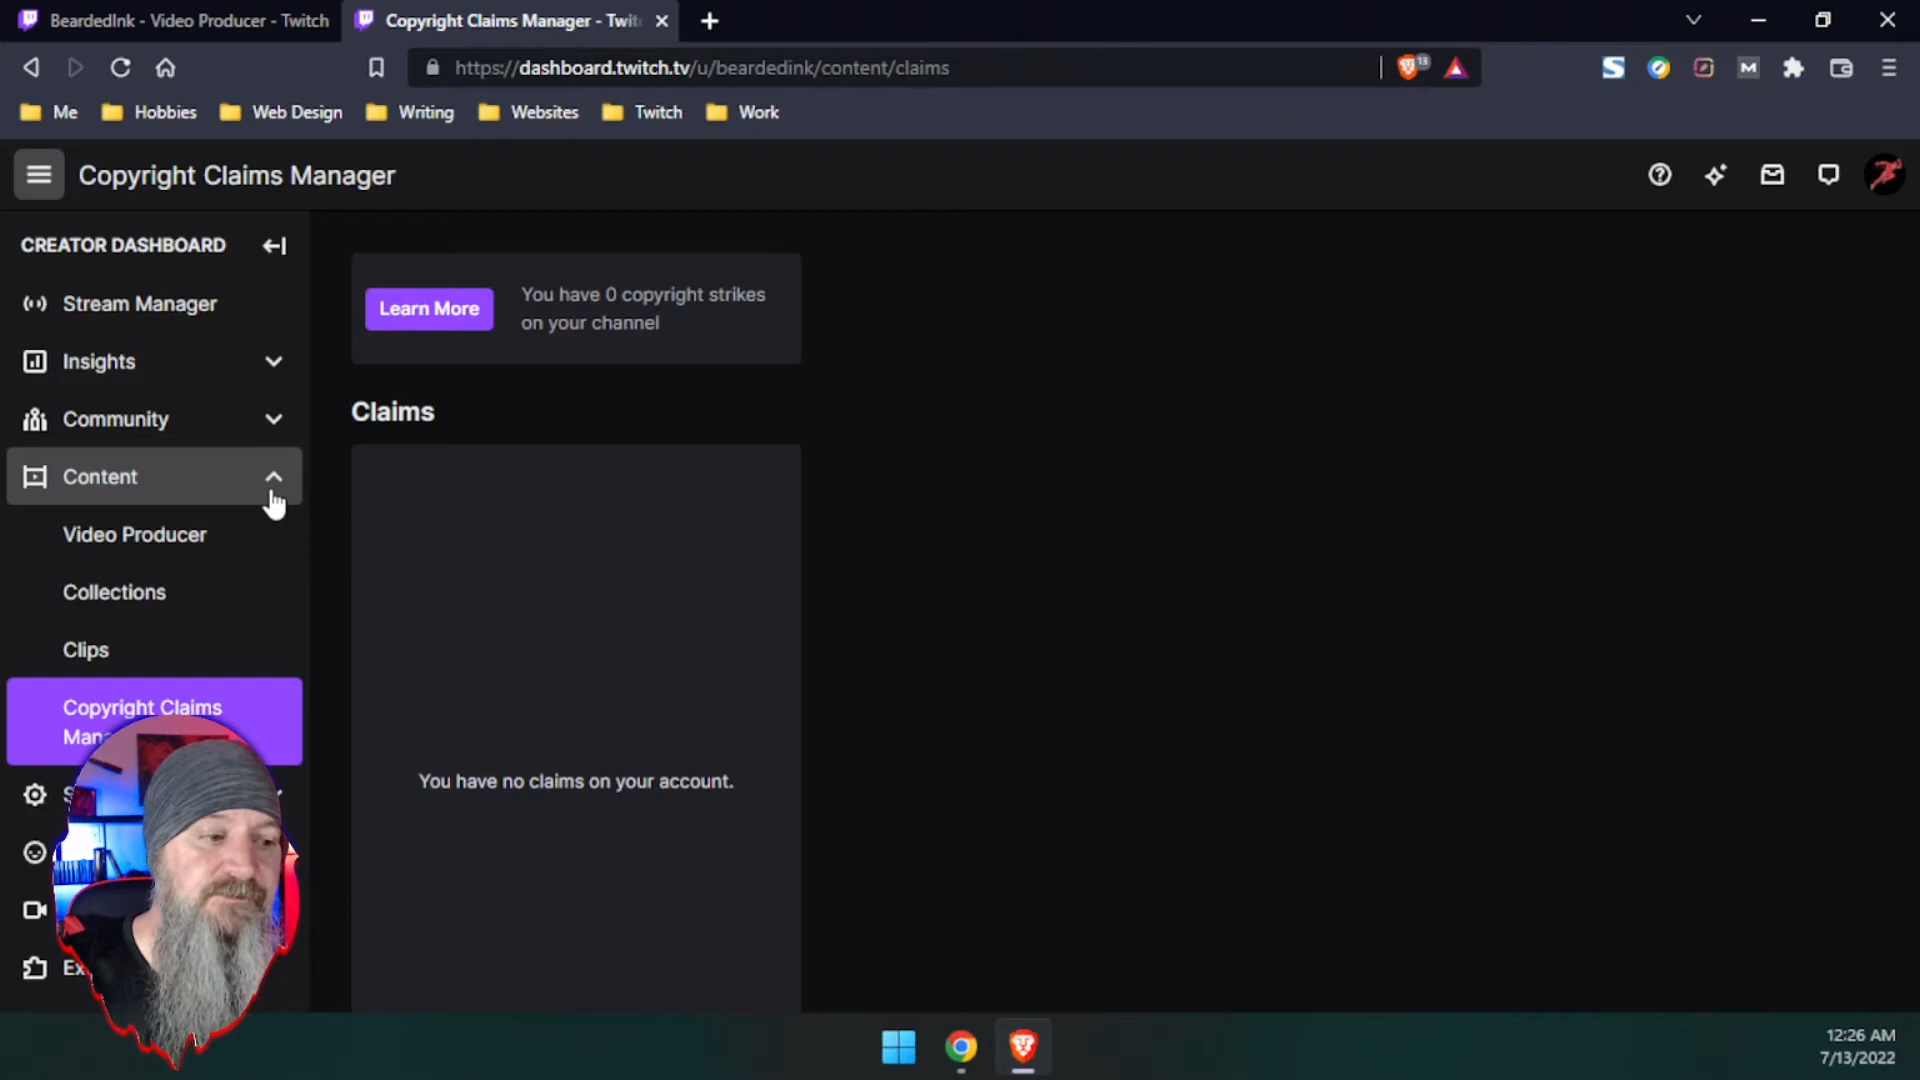 BeardedInk - Video Producer - Twitch
Copyright Claims Manager - Twit
https://dashboard.twitch.tv/u/beardedink/content/claims
13
Me
Hobbies
Web Design
Writing
Websites
Twitch
Work
Copyright Claims Manager
CREATOR DASHBOARD
Stream Manager
Insights
Community
Content
Video Producer
Collections
Clips
Copyright Claims
Learn More
You have 0 copyright strikes
on your channel
Claims
You have no claims on your account.
12:26 AM
7/13/2022